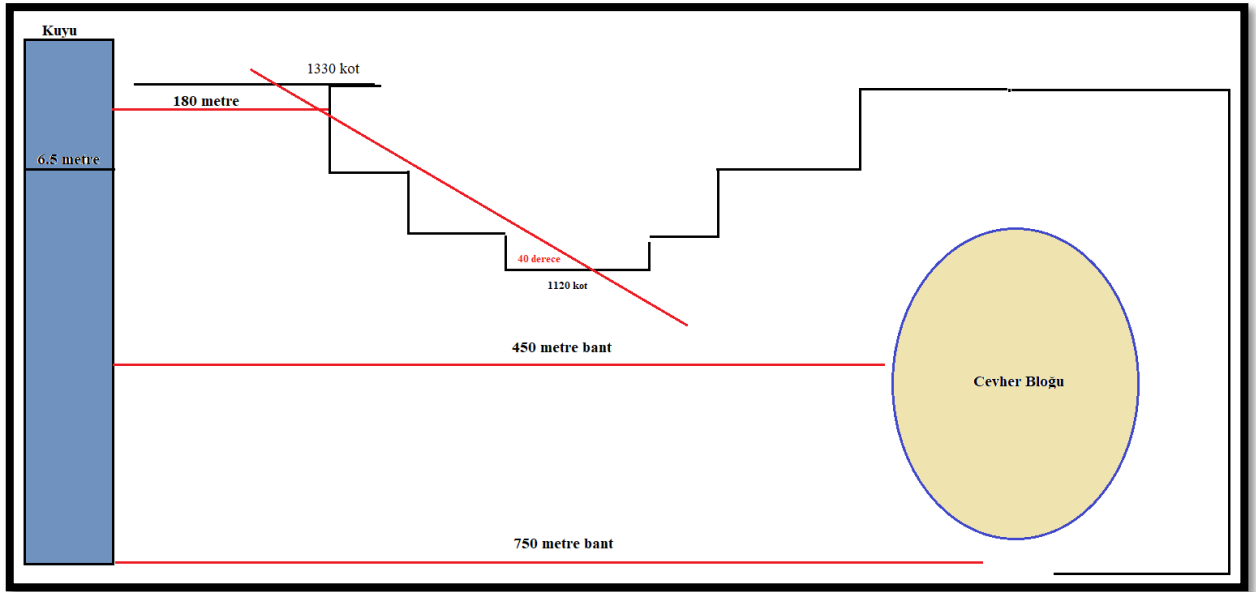 Kuyu
1330 kot
180 metre
6.5 metre
40 derece
1120 kot
450 metre bant
Cevher Bloğu
750 metre bant